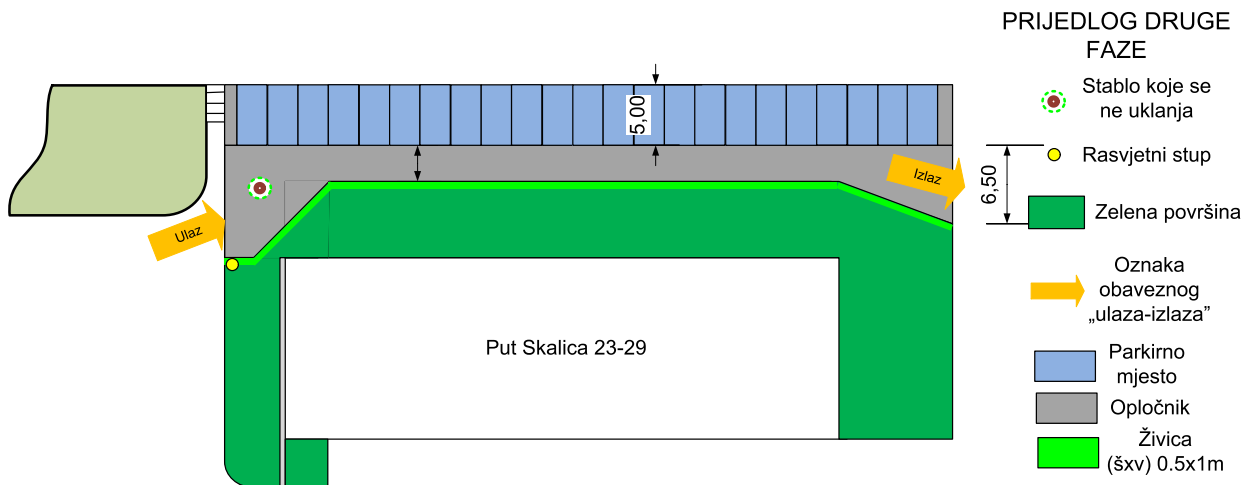 PRIJEDLOG DRUGE
FAZE
Stablo koje se
ne uklanja
Rasvjetni stup
Zelena površina
Oznaka
obaveznog
„ulaza-izlaza”
Parkirno
mjesto
Opločnik
Živica
(šxv) 0.5x1m
5,00
6,50
Izlaz
Ulaz
Put Skalica 23-29